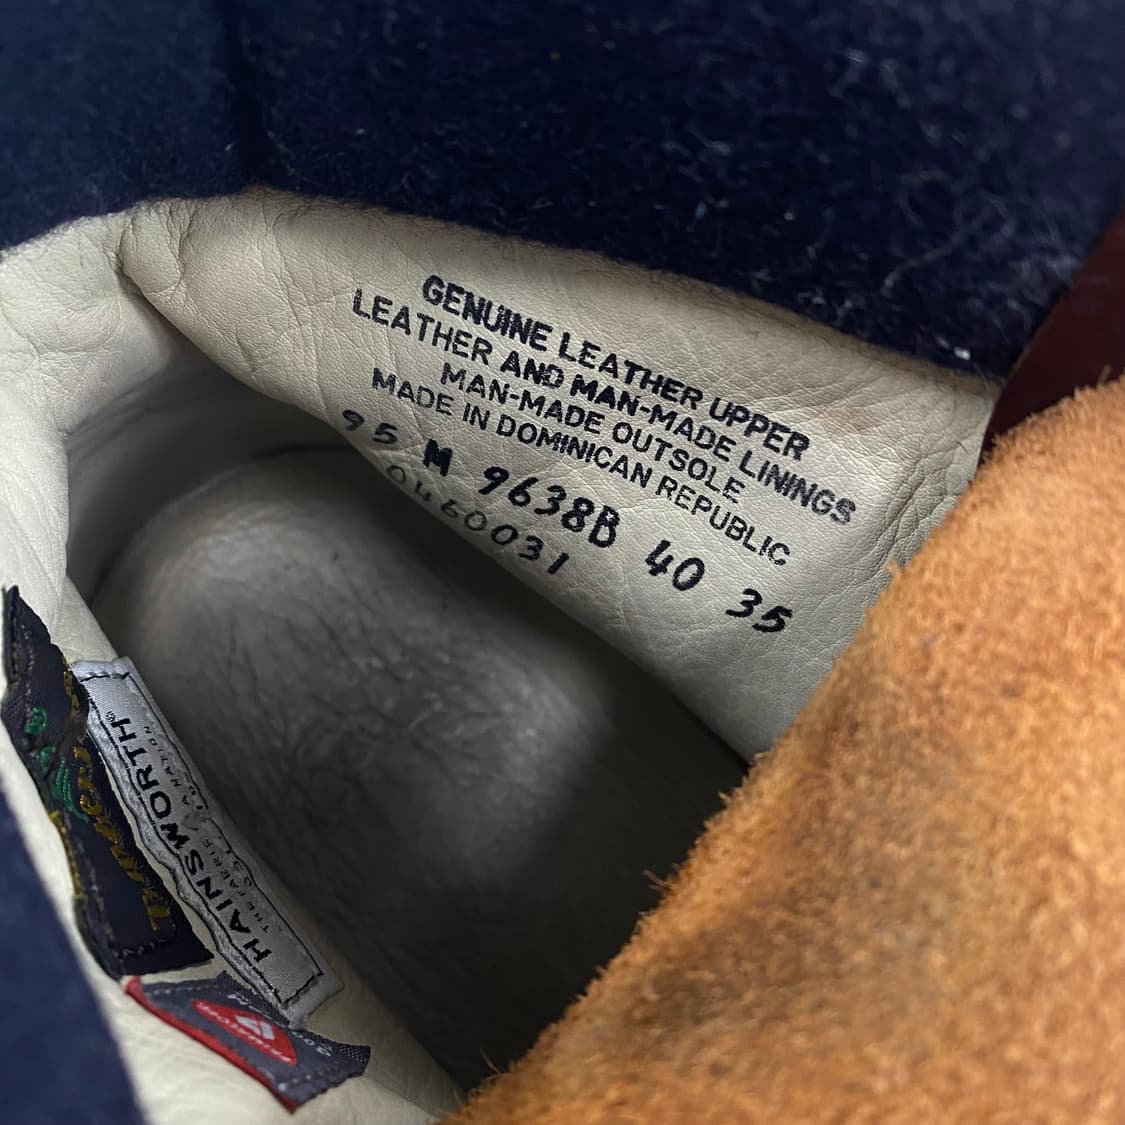 GENUINE LEATHER UPPER
LEATHER AND MAN-MADE LININGS
MAN-MADE OUTSOLE
MADE IN DOMINICAN REPUBLIC
95 M 9638B 40 35
0460031
HAINSWORTH